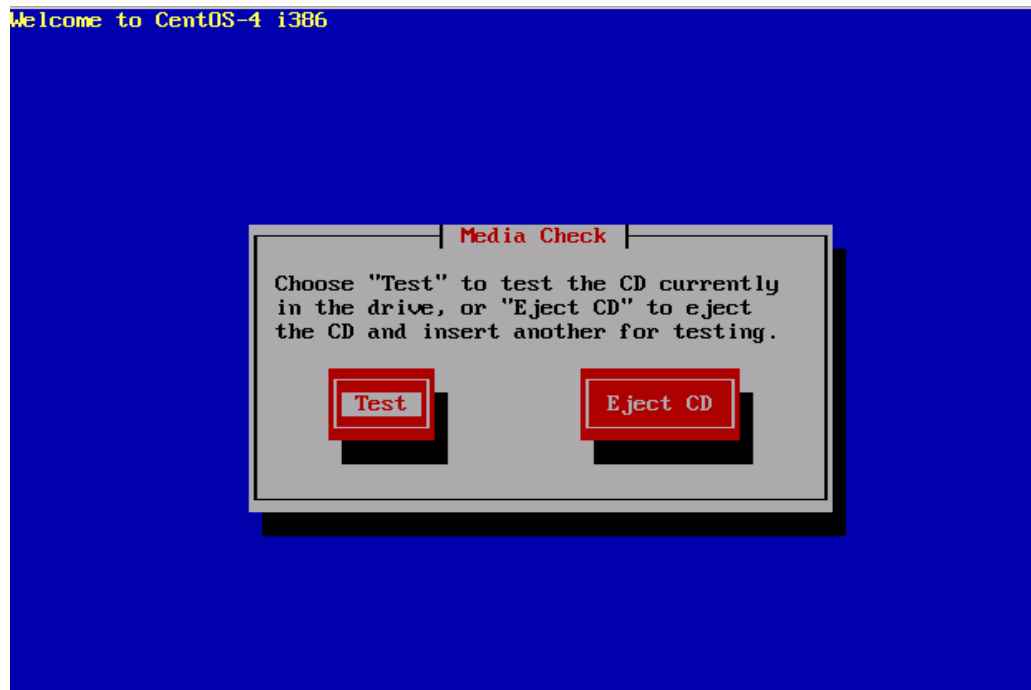 Welcome to CentOS-4 i386
Media Check
Choose "Test" to test the CD currently
in the drive, or "Eject CD" to eject
the CD and insert another for testing.
Test
Eject CD